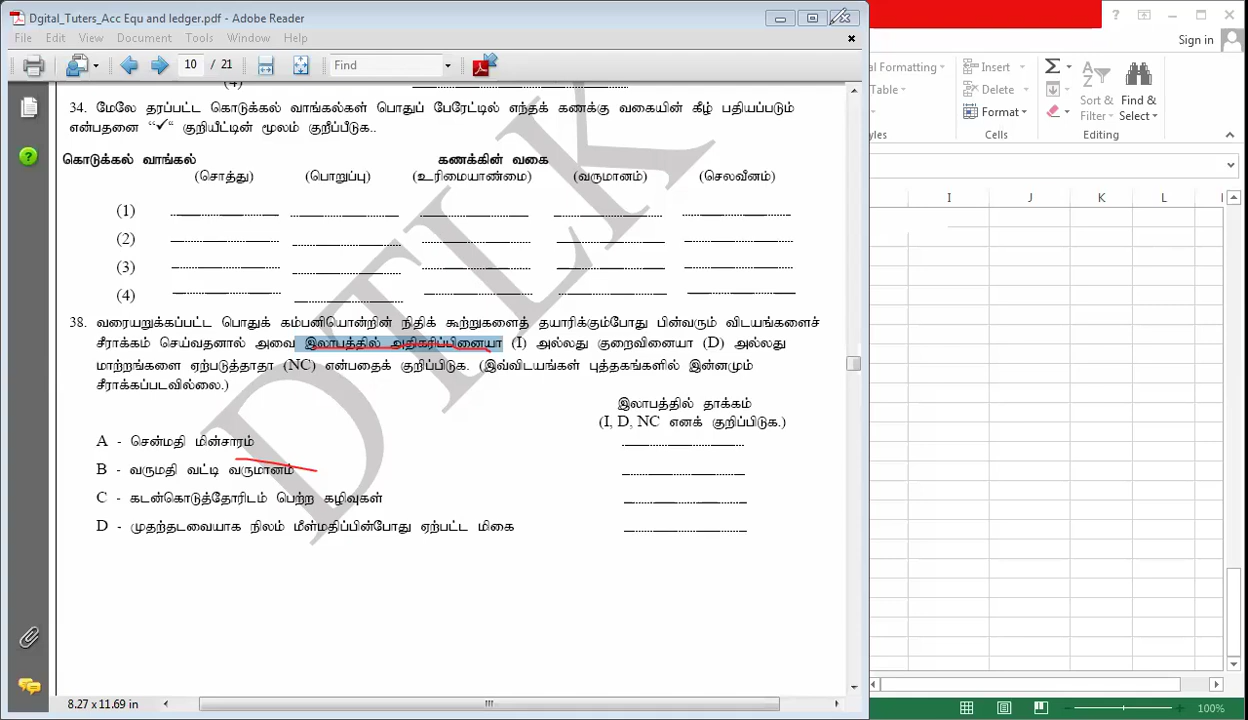 Dgital_Tuters_Acc Equ and ledger.pdf - Adobe Reader
File Edit View Document Tools Window Help
10 / 21 Find
? Sign in
al Formatting Insert
Table Delete Sort & Find &
Format Filter Select
yles Cells Editing
I J K L
(4)
34. மேலே தரப்பட்ட கொடுக்கல் வாங்கல்கள் பொதுப் பேரேட்டில் எந்தக் கணக்கு வகையின் கீழ் பதியப்படும்
என்பதனை “✓“ குறியீட்டின் மூலம் குறிப்பீடுக..
கொடுக்கல் வாங்கல் கணக்கின் வகை
(சொத்து) (பொறுப்பு) (உரிமையாண்மை) (வருமானம்) (செலவீனம்)
(1)
(2)
(3)
(4)
38. வரையறுக்கப்பட்ட பொதுக் கம்பனியொன்றின் நிதிக் கூற்றுகளைத் தயாரிக்கும்போது பின்வரும் விடயங்களைச்
சீராக்கம் செய்வதனால் அவை இலாபத்தில் அதிகரிப்பினையா (I) அல்லது குறைவினையா (D) அல்லது
மாற்றங்களை ஏற்படுத்தாதா (NC) என்பதைக் குறிப்பிடுக. (இவ்விடயங்கள் புத்தகங்களில் இன்னமும்
சீராக்கப்படவில்லை.)
இலாபத்தில் தாக்கம்
(I, D, NC எனக் குறிப்பிடுக.)
A - சென்மதி மின்சாரம்
B - வருமதி வட்டி வருமானம்
C - கடன்கொடுத்தோரிடம் பெற்ற கழிவுகள்
D - முதற்தடவையாக நிலம் மீள்மதிப்பின்போது ஏற்பட்ட மிகை
DTLK
8.27 x 11.69 in
100%